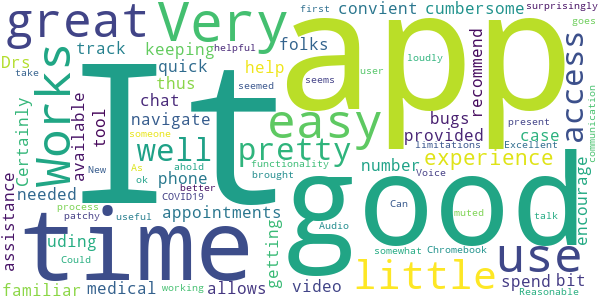 great
Very
convient
cumbersome
first
surprisingly
app
goes
track
keeping
folks
helpful
loudly
user
recommend
access
Drs
take
quick
help
seemed
seems
thus
Works
It
easy
bugs
provided
case
present
communication
Certainly
available
tool
chat
navigate
someone
well
pretty
limitations
Excellent
experience
encourage
New
As
ok
phone
ahold
better
COVID19
functionality
brought
number
Voice
good
needed
process
patchy
useful
appointments
getting
Audio
Can
muted
talk
assistance
time
uding
Could
somewhat
Chromebook
use
little
familiar
medical
working
allows
video
spend
bit
Reasonable